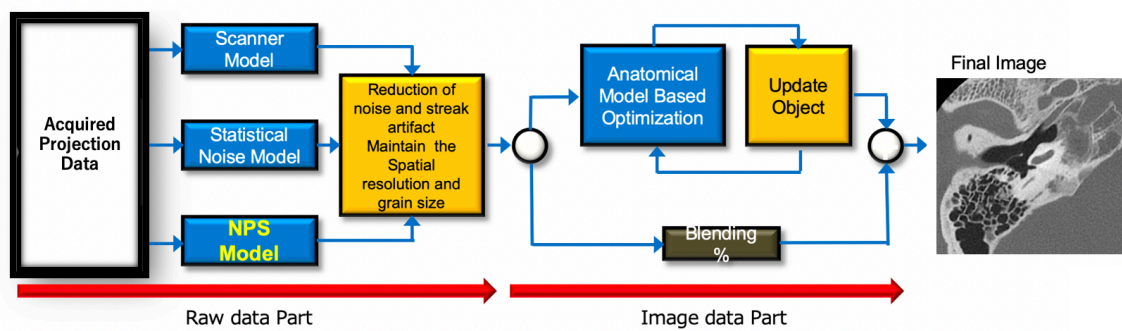 Acquired
Projection
Data
Scanner
Model
Statistical
Noise Model
NPS
Model
Reduction of
noise and streak
artifact
Maintain the
Spatial
resolution and
grain size
Anatomical
Model Based
Optimization
Update
Object
Blending
%
Final Image
Raw data Part
Image data Part